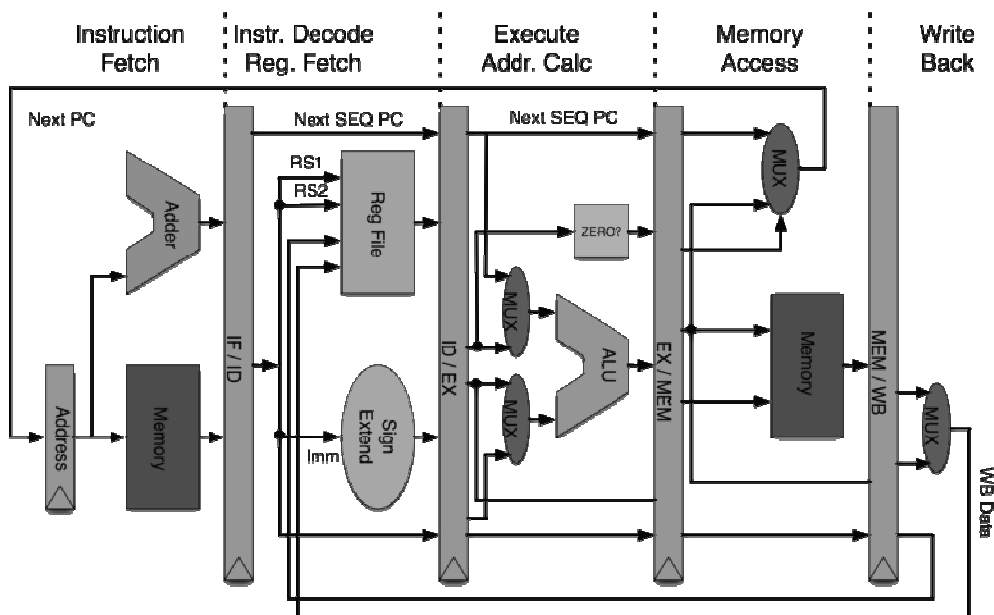 Instruction
Fetch
Instr. Decode
Reg. Fetch
Execute
Addr. Calc
Memory
Access
Write
Back
Next PC
Next SEQ PC
Next SEQ PC
RS1
RS2
Reg File
Adder
MUX
ZERO?
MUX
IF / ID
ID / EX
ALU
EX / MEM
Memory
MEM / WB
Address
Memory
Sign
Extend
Imm
MUX
MUX
WB Data